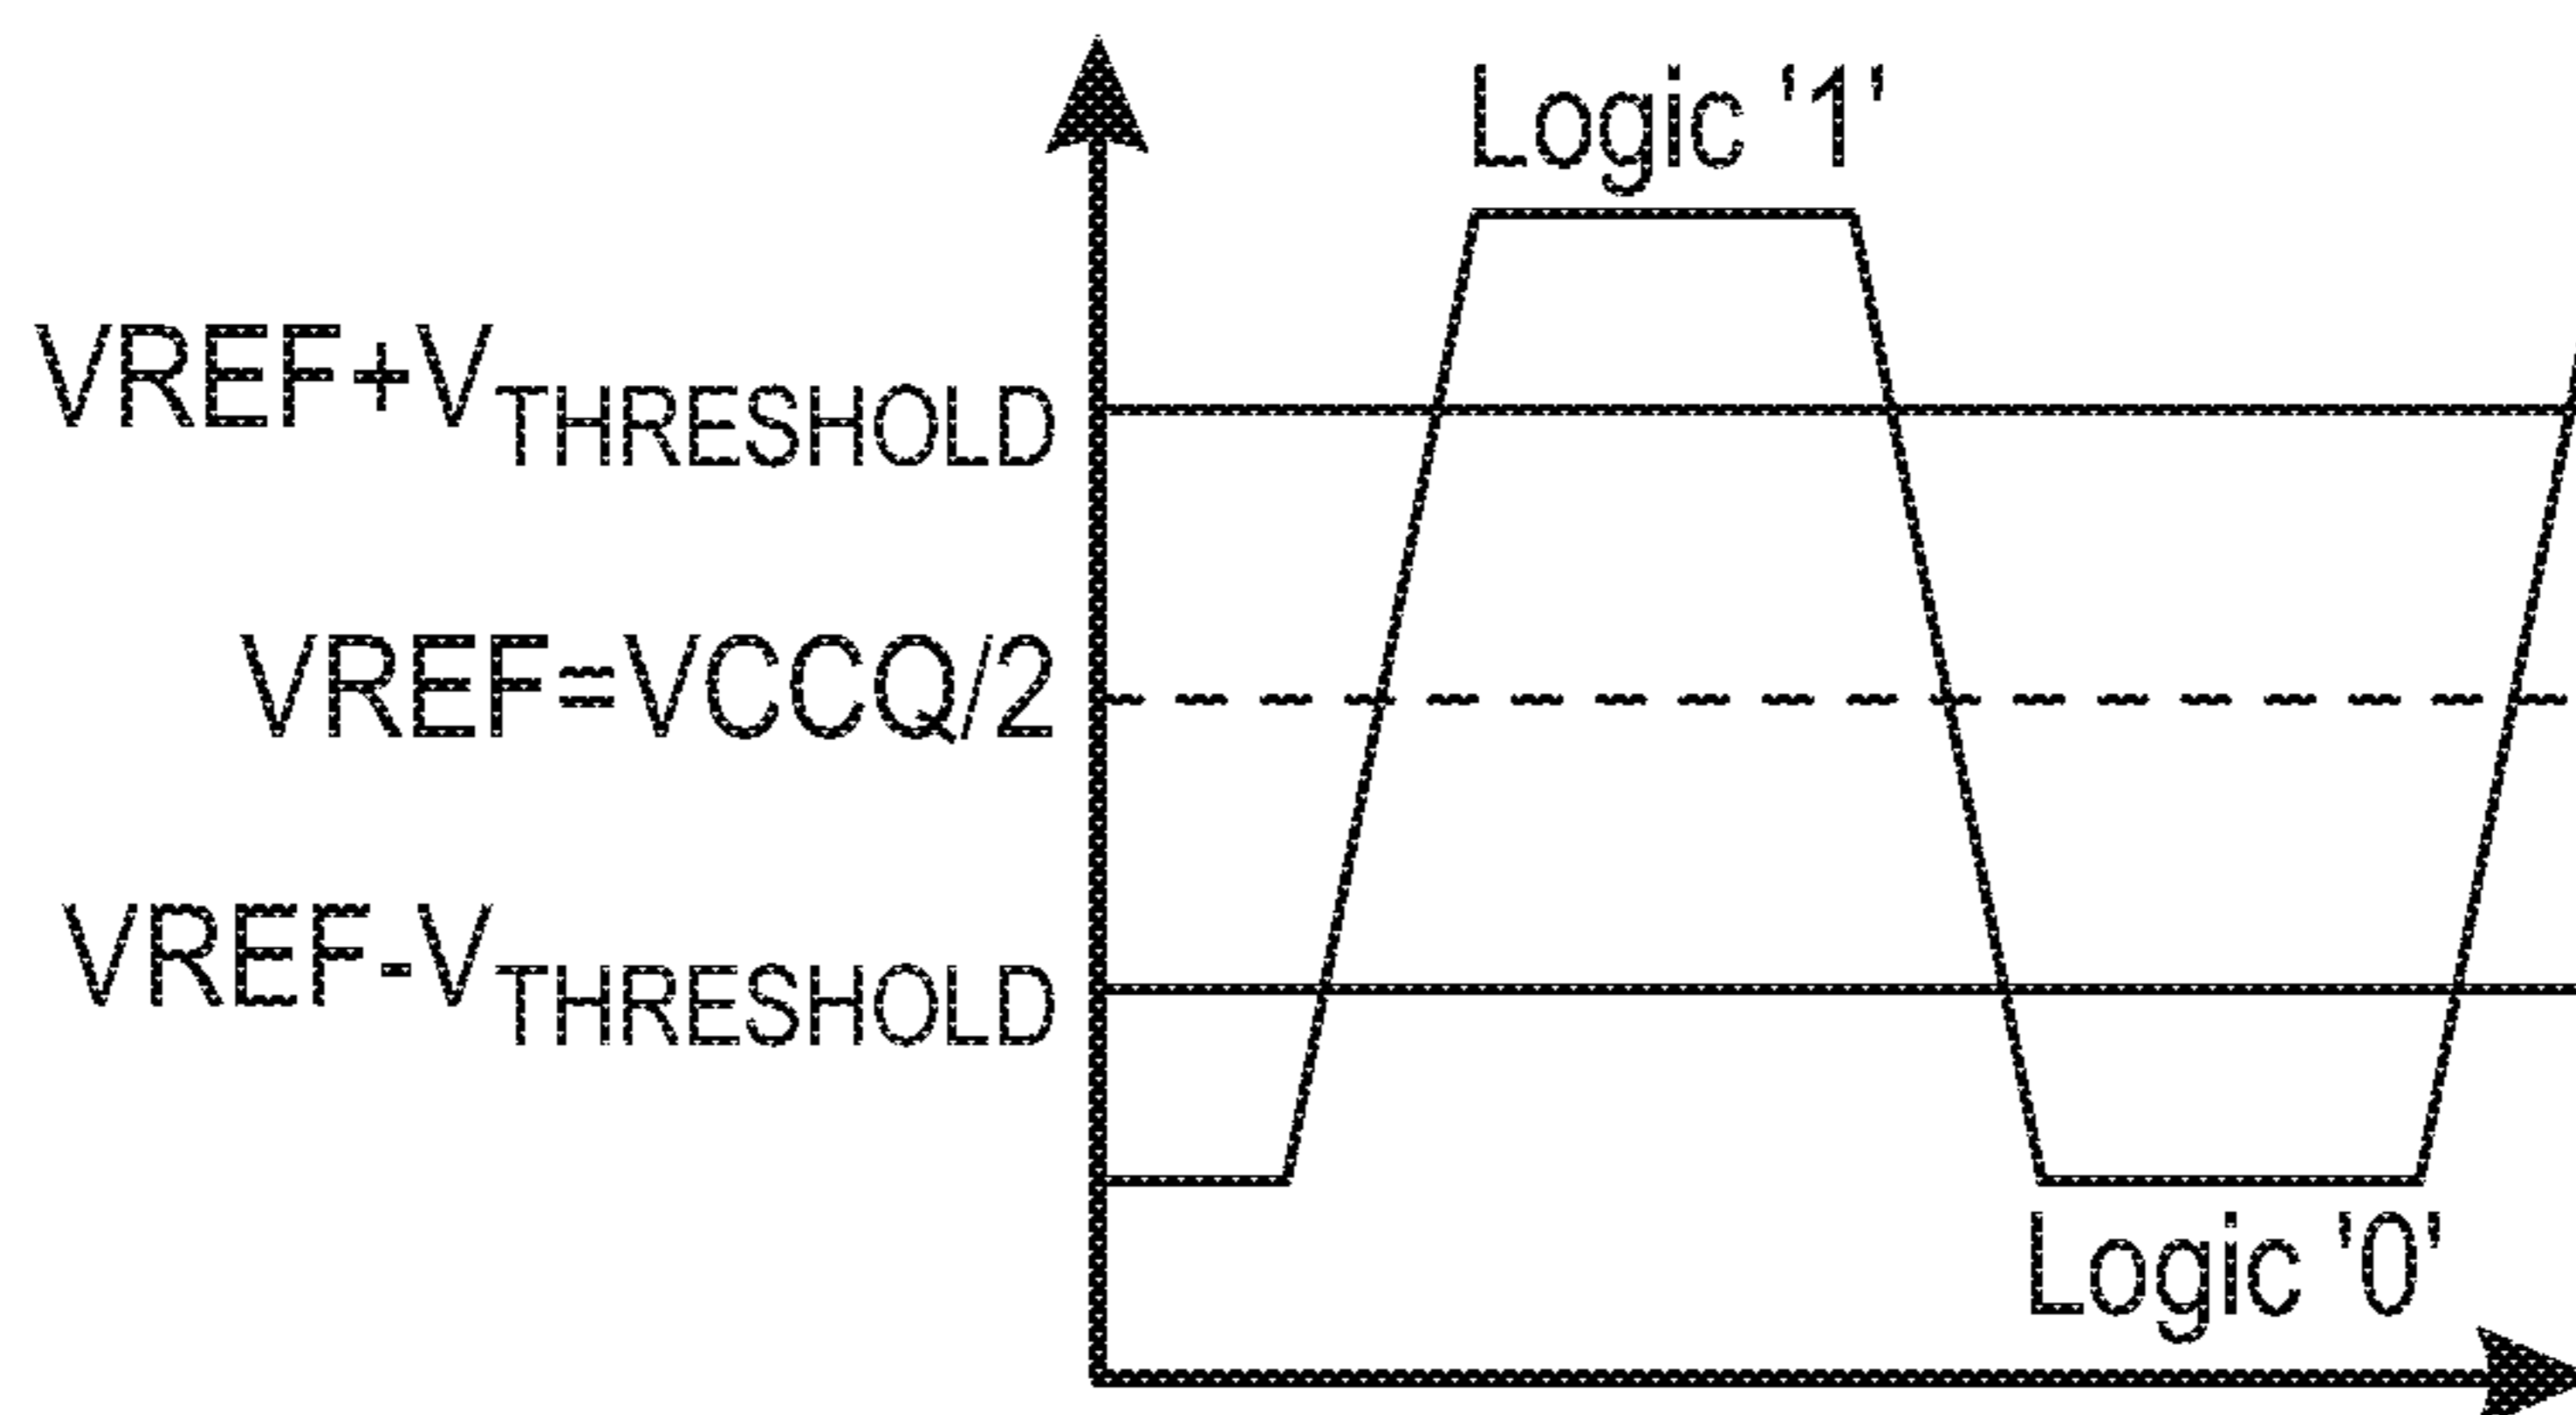 Logic '1'
VREF+VTHRESHOLD
VREF=VCCQ/2
VREF-VTHRESHOLD
Logic '0'